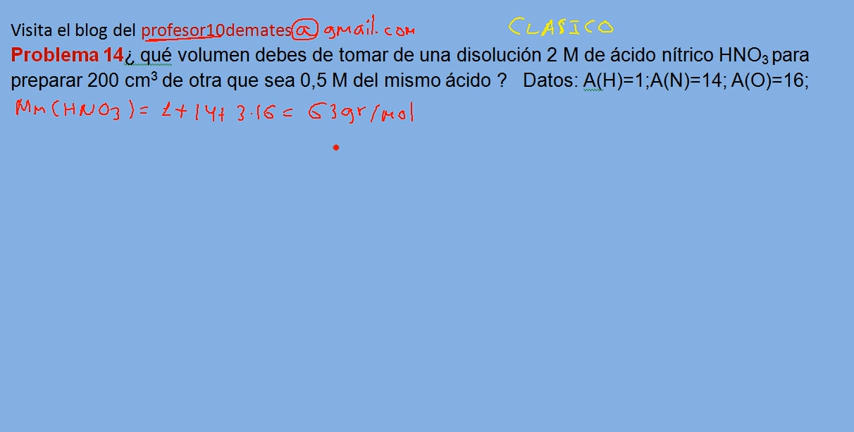 CLASICO
Visita el blog del profesor10demates@gmail.com
Problema 14¿ qué volumen debes de tomar de una disolución 2 M de ácido nítrico HNO₃ para
preparar 200 cm³ de otra que sea 0,5 M del mismo ácido ? Datos: A(H)=1;A(N)=14; A(O)=16;
Mm(HNO₃)= 1+14+3·16= 63gr/mol